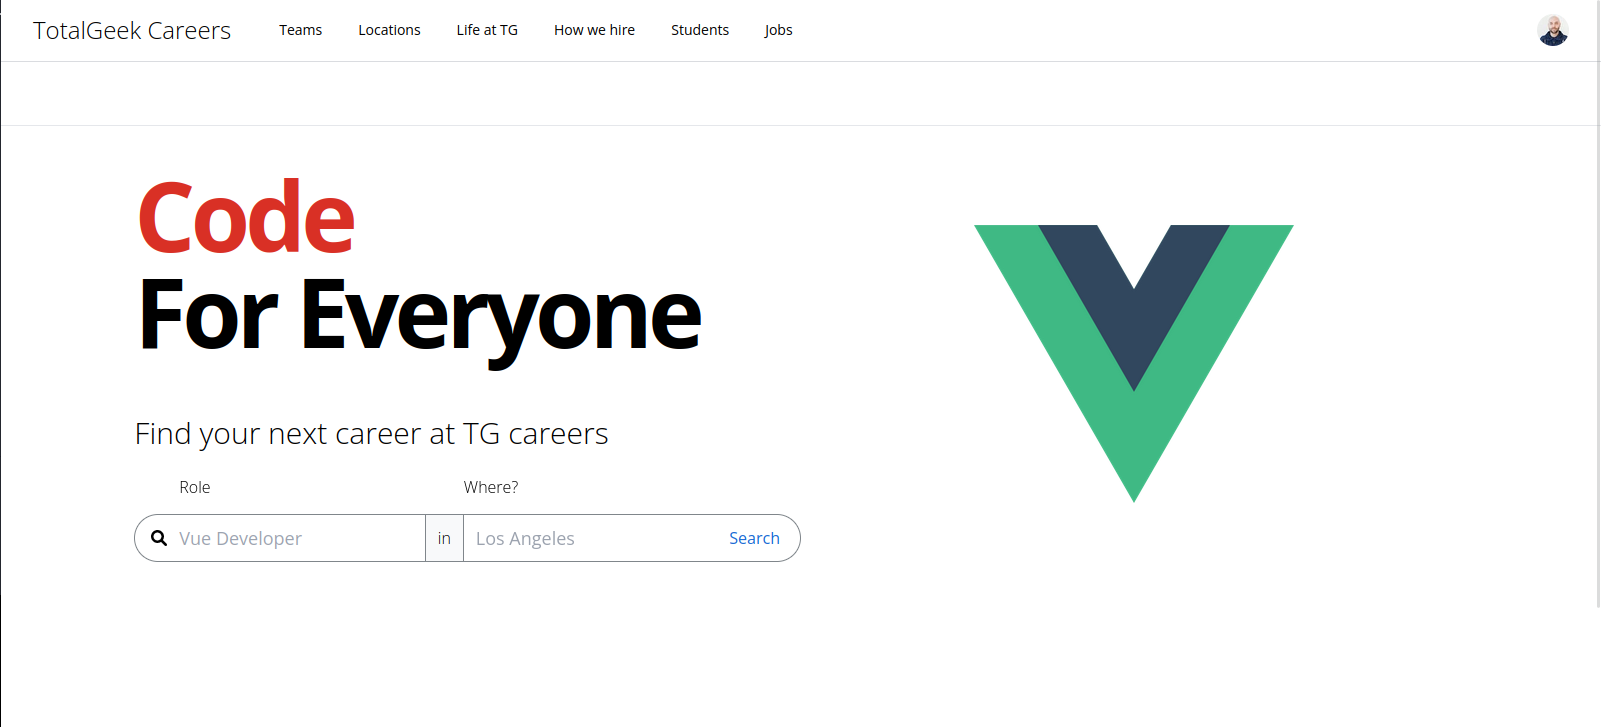 TotalGeek Careers Teams Locations Life at TG How we hire Students Jobs
Code
For Everyone
Find your next career at TG careers
Role Where?
Vue Developer in Los Angeles Search